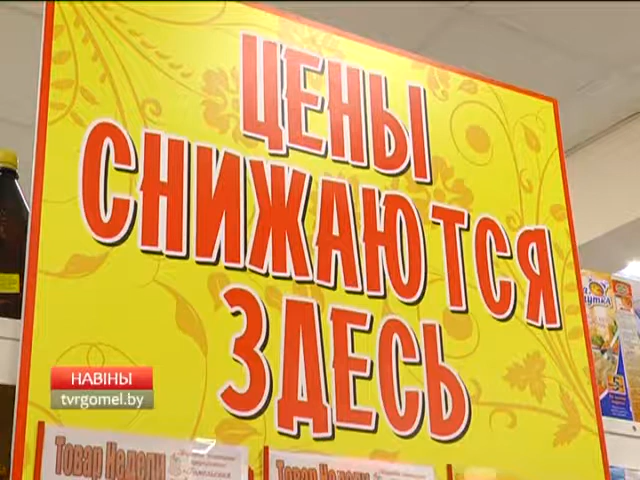 ЦЕНЫ
СНИЖАЮТСЯ
ЗДЕСЬ
НАВІНЫ
tvrgomel.by
Товар Недели
Товар Недели